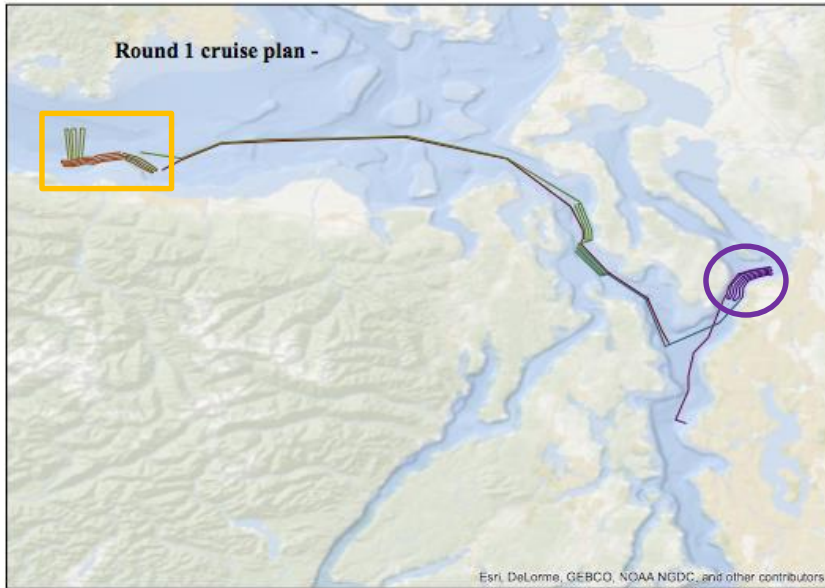 Round 1 cruise plan -
Esri, DeLorme, GEBCO, NOAA NGDC, and other contributors